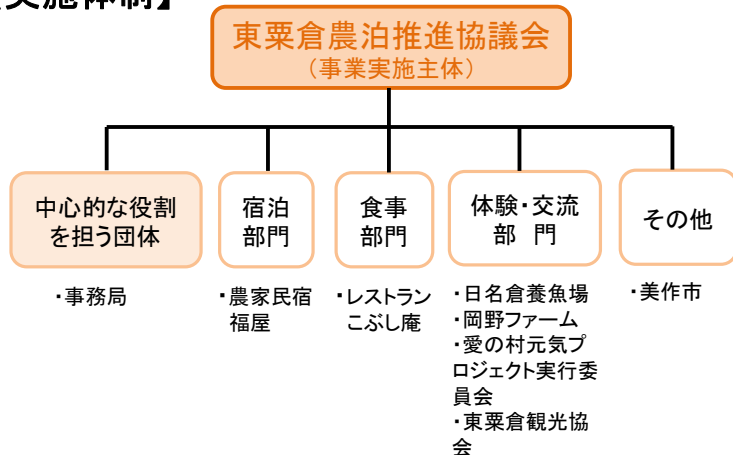 【実施体制】
東粟倉農泊推進協議会
（事業実施主体）
中心的な役割
を担う団体
・事務局
宿泊
部門
・農家民宿
福屋
食事
部門
・レストラン
こぶし庵
体験・交流
部 門
・日名倉養魚場
・岡野ファーム
・愛の村元気プ
ロジェクト実行委
員会
・東粟倉観光協
会
その他
・美作市